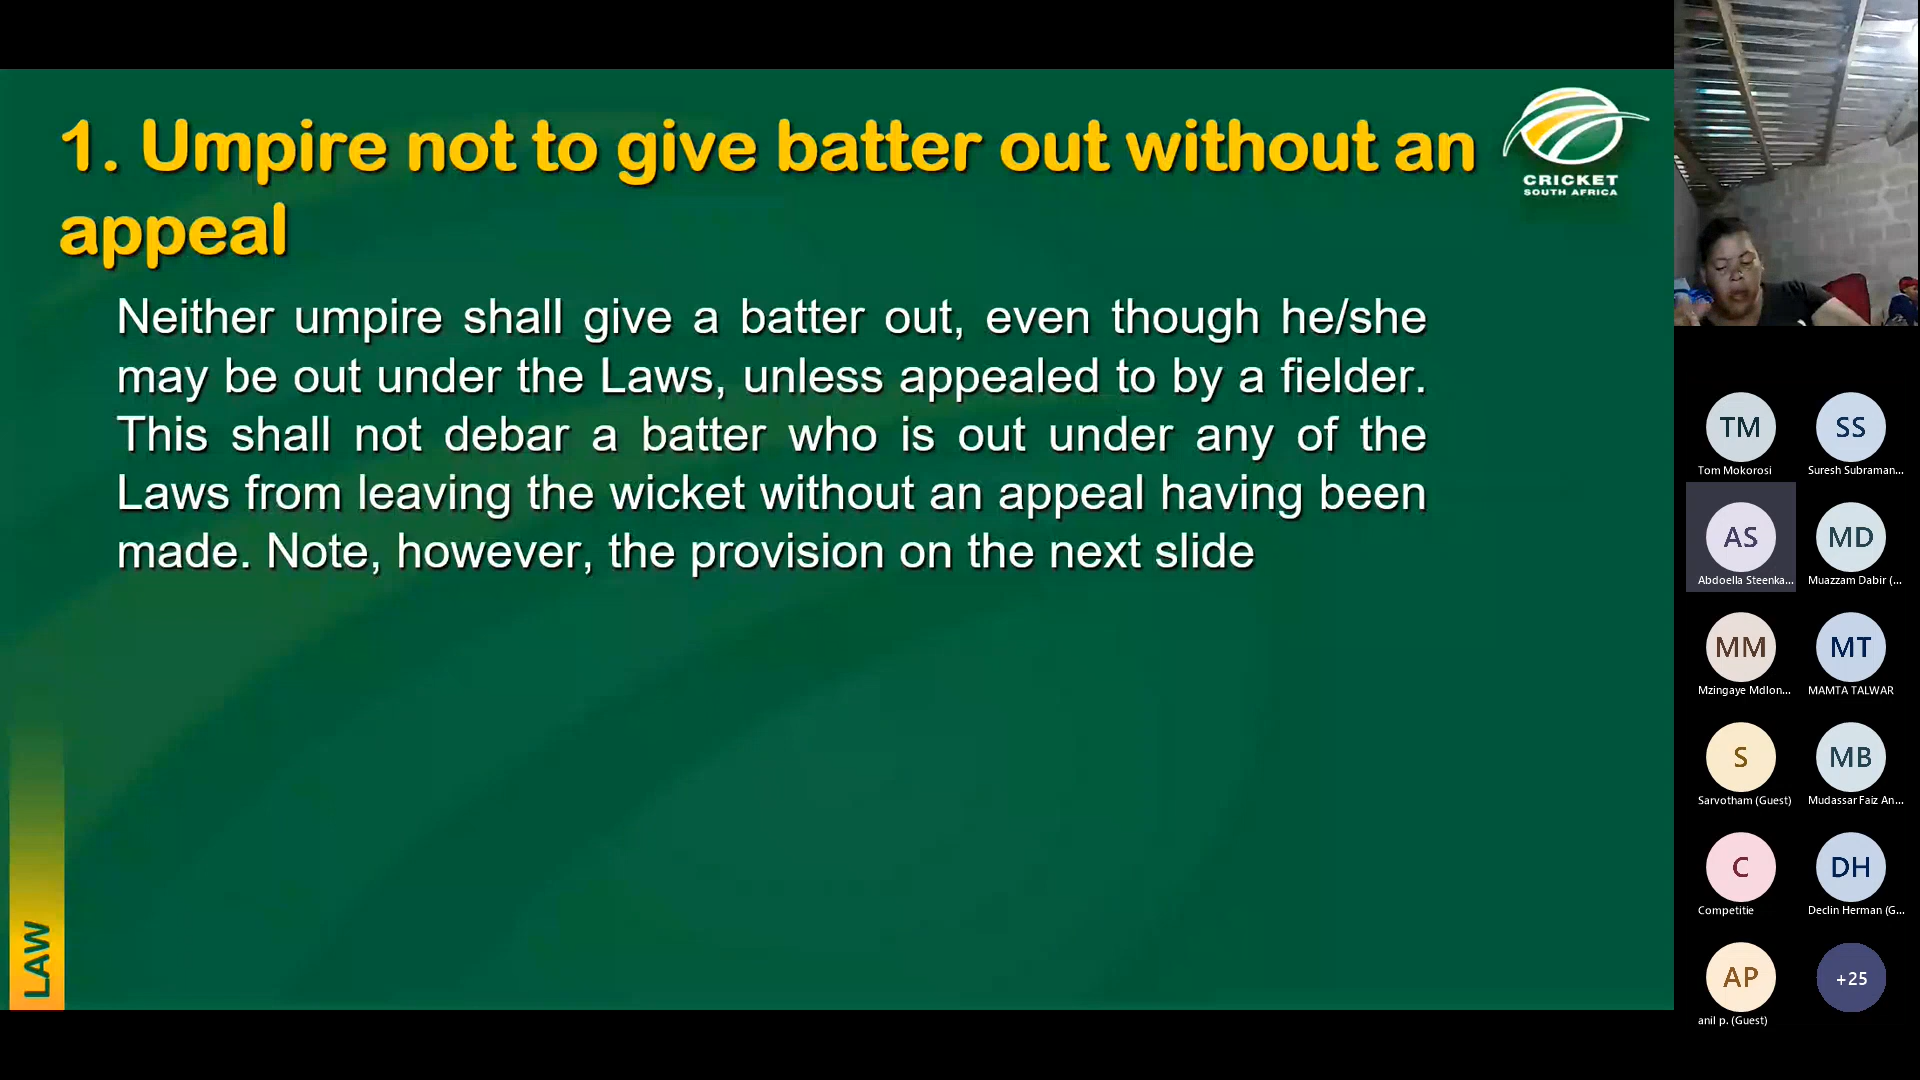 1. Umpire not to give batter out without an
appeal
CRICKET
SOUTH AFRICA
Neither umpire shall give a batter out, even though he/she
may be out under the Laws, unless appealed to by a fielder.
This shall not debar a batter who is out under any of the
Laws from leaving the wicket without an appeal having been
made. Note, however, the provision on the next slide
LAW
TM
Tom Mokorosi
SS
Suresh Subraman...
AS
Abdoella Steenka...
MD
Muazzam Dabir (...
MM
Mzingaye Mdlon...
MT
MAMTA TALWAR
S
Sarvotham (Guest)
MB
Mudassar Faiz An...
C
Competitie
DH
Declin Herman (G...
AP
anil p. (Guest)
+25